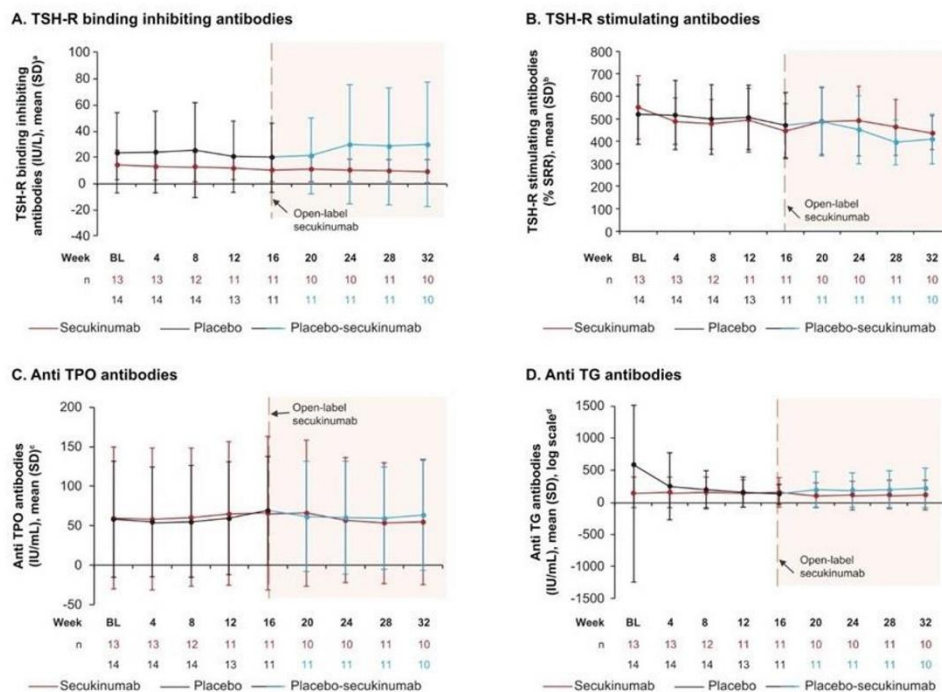 A. TSH-R binding inhibiting antibodies
TSH-R binding inhibiting
antibodies (IU/L), mean (SD)ᵃ
100
80
60
40
20
0
-20
-40
Open-label
secukinumab
Week BL 4 8 12 16 20 24 28 32
n 13 13 12 11 11 10 10 11 10
14 14 14 13 11 11 11 11 10
Secukinumab Placebo Placebo-secukinumab
B. TSH-R stimulating antibodies
TSH-R stimulating antibodies
(% SRR), mean (SD)ᵇ
800
700
600
500
400
300
200
100
0
Open-label
secukinumab
Week BL 4 8 12 16 20 24 28 32
n 13 13 12 11 11 10 10 11 10
14 14 14 13 11 11 11 11 10
Secukinumab Placebo Placebo-secukinumab
C. Anti TPO antibodies
Anti TPO antibodies
(IU/mL), mean (SD)ᶜ
200
150
100
50
0
-50
Open-label
secukinumab
Week BL 4 8 12 16 20 24 28 32
n 13 13 12 11 11 10 10 11 10
14 14 14 13 11 11 11 11 10
Secukinumab Placebo Placebo-secukinumab
D. Anti TG antibodies
Anti TG antibodies
(IU/mL), mean (SD), log scaleᵈ
1500
1000
500
0
-500
-1000
-1500
Open-label
secukinumab
Week BL 4 8 12 16 20 24 28 32
n 13 13 12 11 11 10 10 11 10
14 14 14 13 11 11 11 11 10
Secukinumab Placebo Placebo-secukinumab